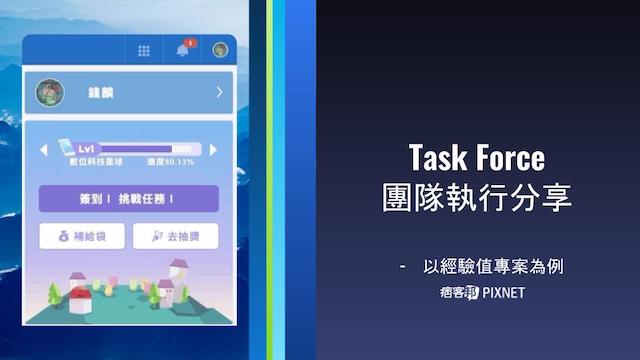 5
錢麟
Lv1
數位科技星球 進度80.13%
簽到！ 挑戰任務！
補給袋 去抽獎
Task Force
團隊執行分享
- 以經驗值專案為例
痞客邦 PIXNET